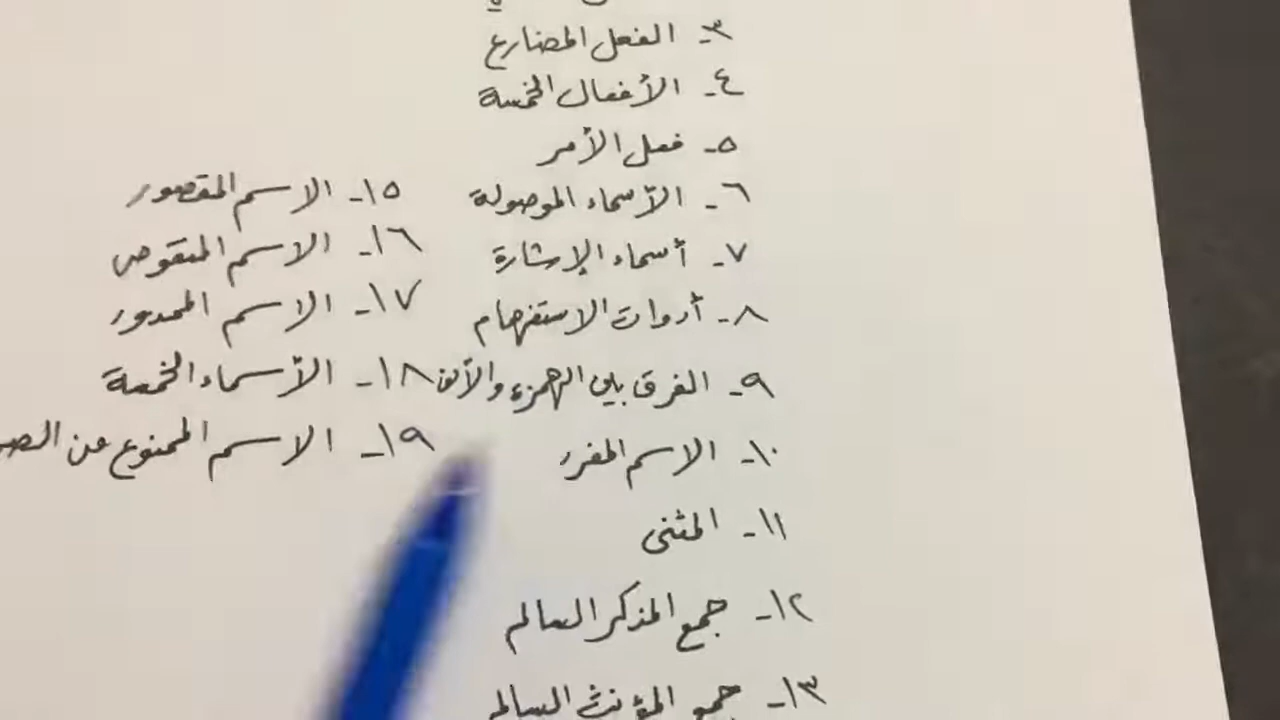 ٣- الفعل المضارع
٤- الأفعال الخمسة
٥- فعل الأمر
٦- الأسماء الموصولة
٧- أسماء الإشارة
٨- أدوات الاستفهام
٩- الفرق بين الهمزة والألف
١٠- الاسم المفرد
١١- المثنى
١٢- جمع المذكر السالم
١٣- جمع المؤنث السالم
١٥- الاسم المقصور
١٦- الاسم المنقوص
١٧- الاسم الممدود
١٨- الأسماء الخمسة
١٩- الاسم الممنوع من